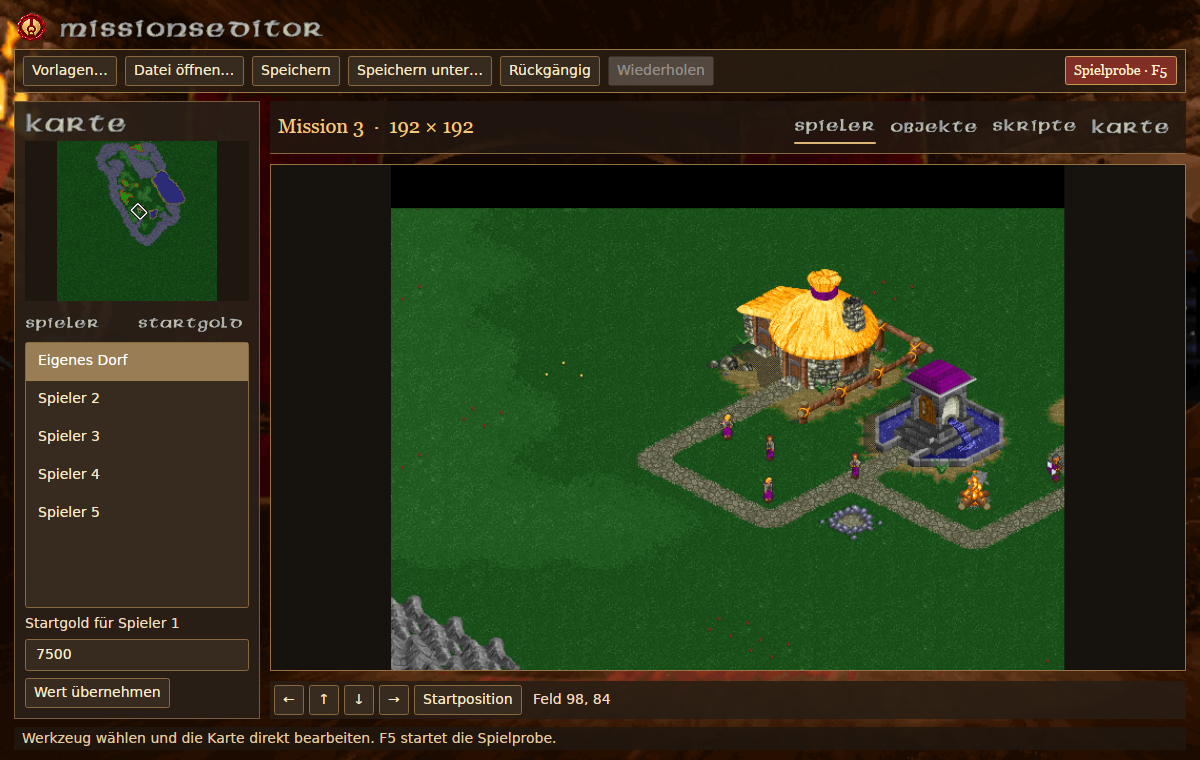 missionseditor
Vorlagen... Datei öffnen... Speichern Speichern unter... Rückgängig Wiederholen Spielprobe · F5
karte
Mission 3 · 192 × 192
spieler objekte skripte karte
spieler startgold
Eigenes Dorf
Spieler 2
Spieler 3
Spieler 4
Spieler 5
Startgold für Spieler 1
7500
Wert übernehmen
← ↑ ↓ → Startposition Feld 98, 84
Werkzeug wählen und die Karte direkt bearbeiten. F5 startet die Spielprobe.